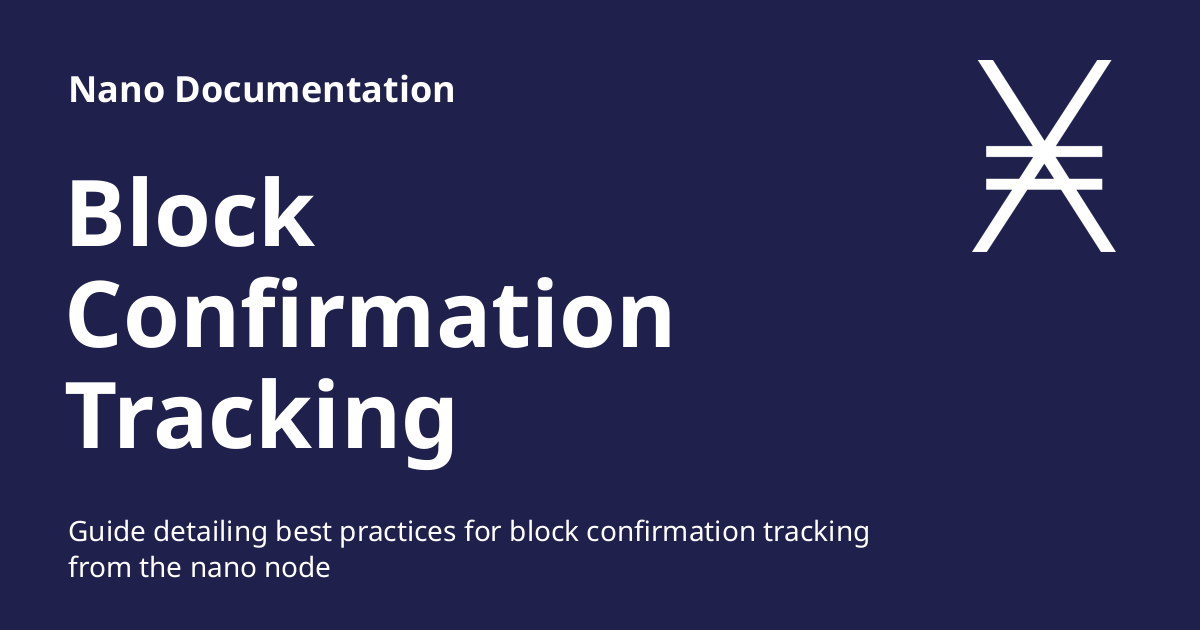 Nano Documentation
Block
Confirmation
Tracking
Guide detailing best practices for block confirmation tracking
from the nano node